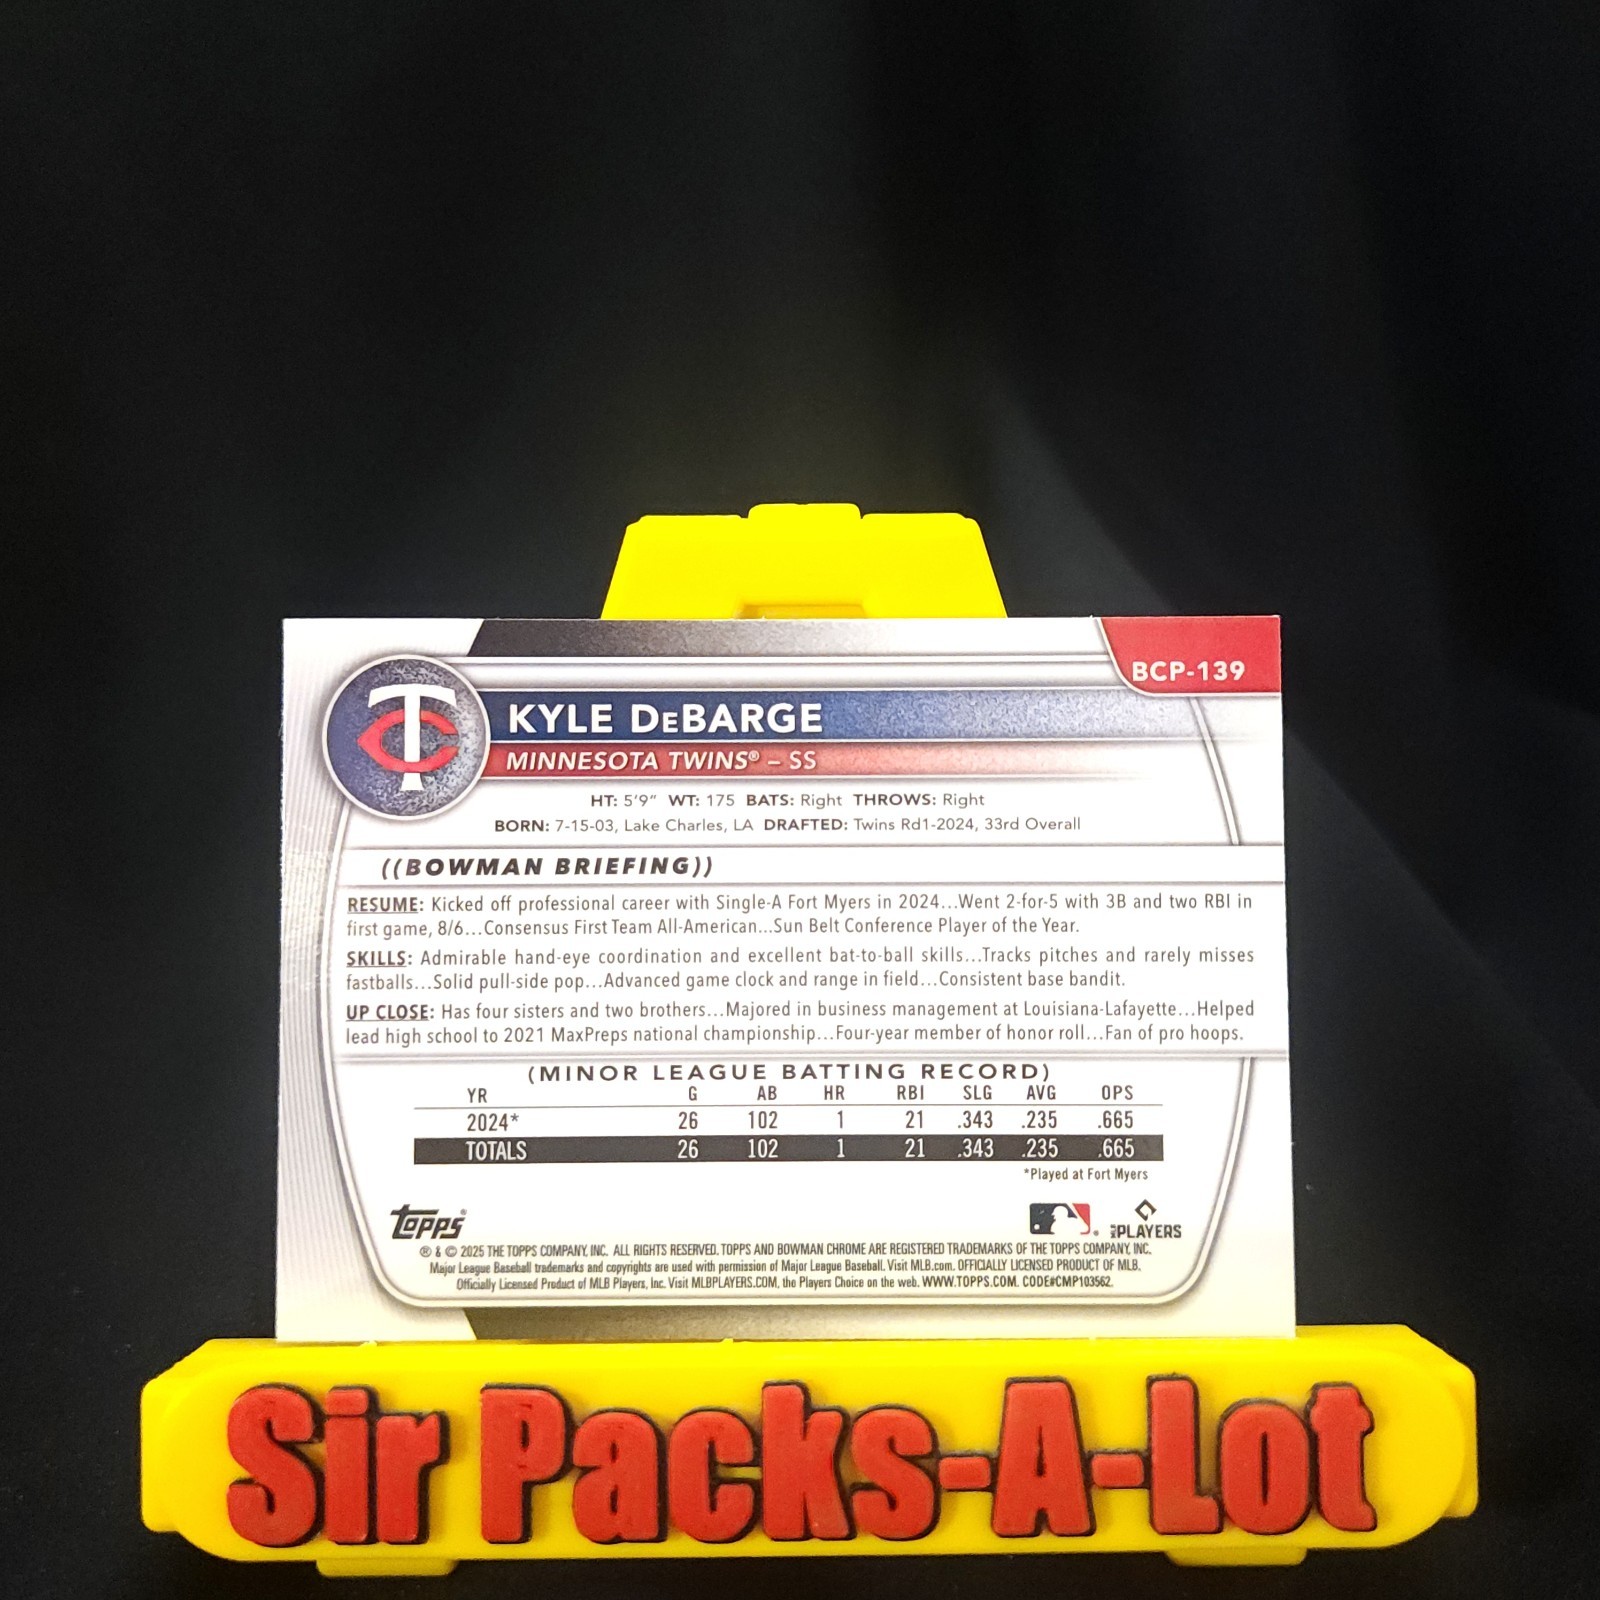 BCP-139
TC
KYLE DEBARGE
MINNESOTA TWINS® – SS
HT: 5'9" WT: 175 BATS: Right THROWS: Right
BORN: 7-15-03, Lake Charles, LA DRAFTED: Twins Rd1-2024, 33rd Overall
((BOWMAN BRIEFING))
RESUME: Kicked off professional career with Single-A Fort Myers in 2024...Went 2-for-5 with 3B and two RBI in
first game, 8/6...Consensus First Team All-American...Sun Belt Conference Player of the Year.
SKILLS: Admirable hand-eye coordination and excellent bat-to-ball skills...Tracks pitches and rarely misses
fastballs...Solid pull-side pop...Advanced game clock and range in field...Consistent base bandit.
UP CLOSE: Has four sisters and two brothers...Majored in business management at Louisiana-Lafayette...Helped
lead high school to 2021 MaxPreps national championship...Four-year member of honor roll...Fan of pro hoops.
(MINOR LEAGUE BATTING RECORD)
YR G AB HR RBI SLG AVG OPS
2024* 26 102 1 21 .343 .235 .665
TOTALS 26 102 1 21 .343 .235 .665
*Played at Fort Myers
Topps® ® MLB PLAYERS
® & © 2025 THE TOPPS COMPANY, INC. ALL RIGHTS RESERVED. TOPPS AND BOWMAN CHROME ARE REGISTERED TRADEMARKS OF THE TOPPS COMPANY, INC.
Major League Baseball trademarks and copyrights are used with permission of Major League Baseball. Visit MLB.com. OFFICIALLY LICENSED PRODUCT OF MLB.
Officially Licensed Product of MLB Players, Inc. Visit MLBPLAYERS.COM, the Players Choice on the web. WWW.TOPPS.COM. CODE#CMP103562.
Sir Packs-A-Lot